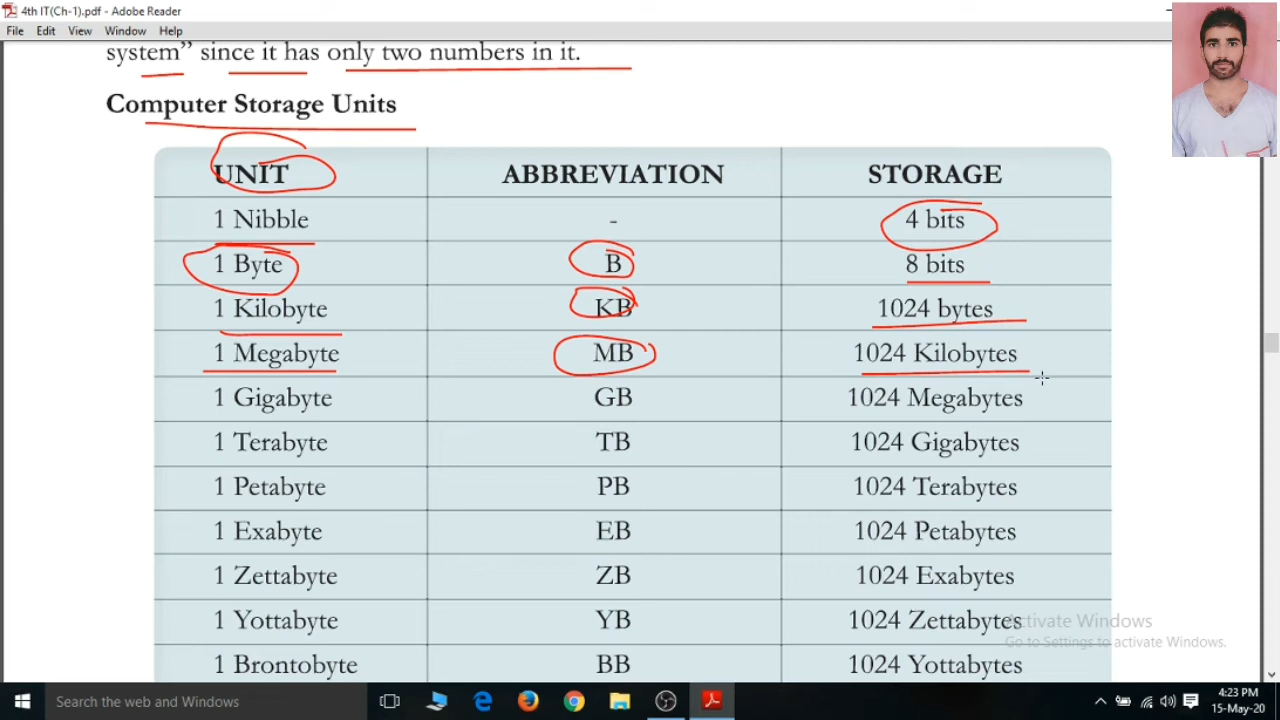 4th IT(Ch-1).pdf - Adobe Reader
File Edit View Window Help
system” since it has only two numbers in it.
Computer Storage Units
UNIT ABBREVIATION STORAGE
1 Nibble - 4 bits
1 Byte B 8 bits
1 Kilobyte KB 1024 bytes
1 Megabyte MB 1024 Kilobytes
1 Gigabyte GB 1024 Megabytes
1 Terabyte TB 1024 Gigabytes
1 Petabyte PB 1024 Terabytes
1 Exabyte EB 1024 Petabytes
1 Zettabyte ZB 1024 Exabytes
1 Yottabyte YB 1024 Zettabytes
Activate Windows
Go to Settings to activate Windows.
1 Brontobyte BB 1024 Yottabytes
Search the web and Windows
4:23 PM
15-May-20